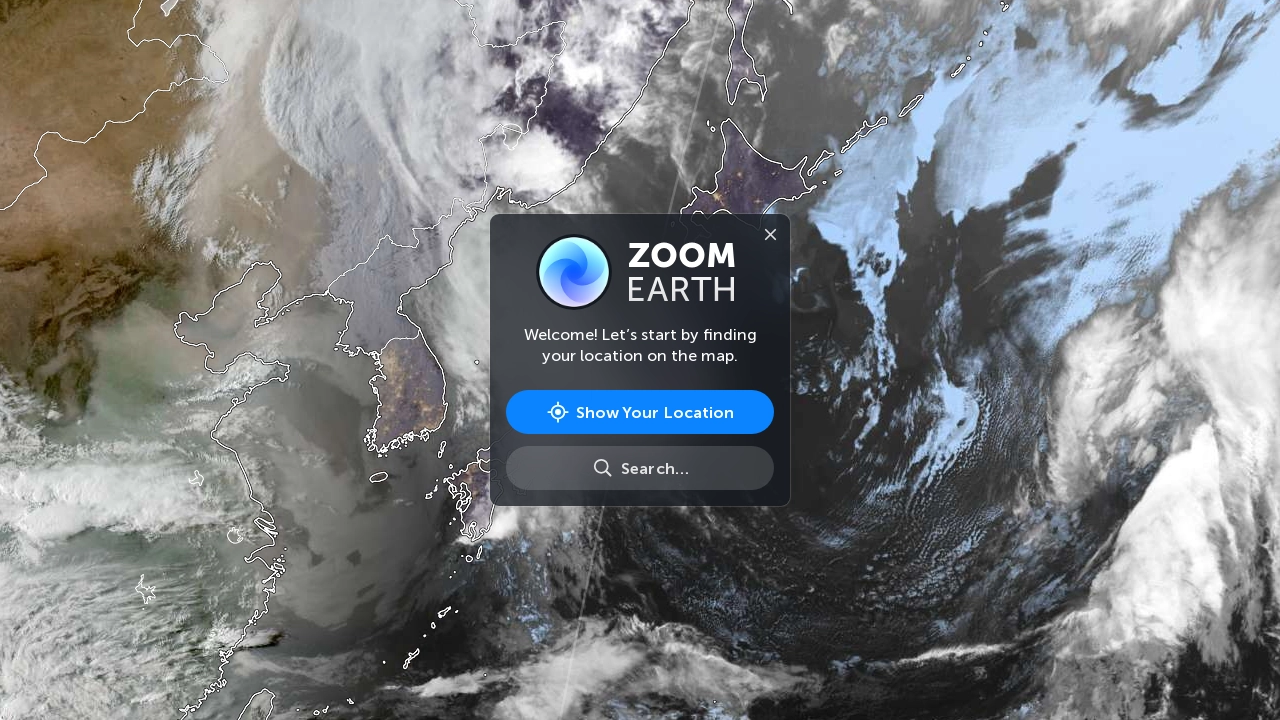 ZOOM
EARTH
Welcome! Let’s start by finding
your location on the map.
Show Your Location
Search...